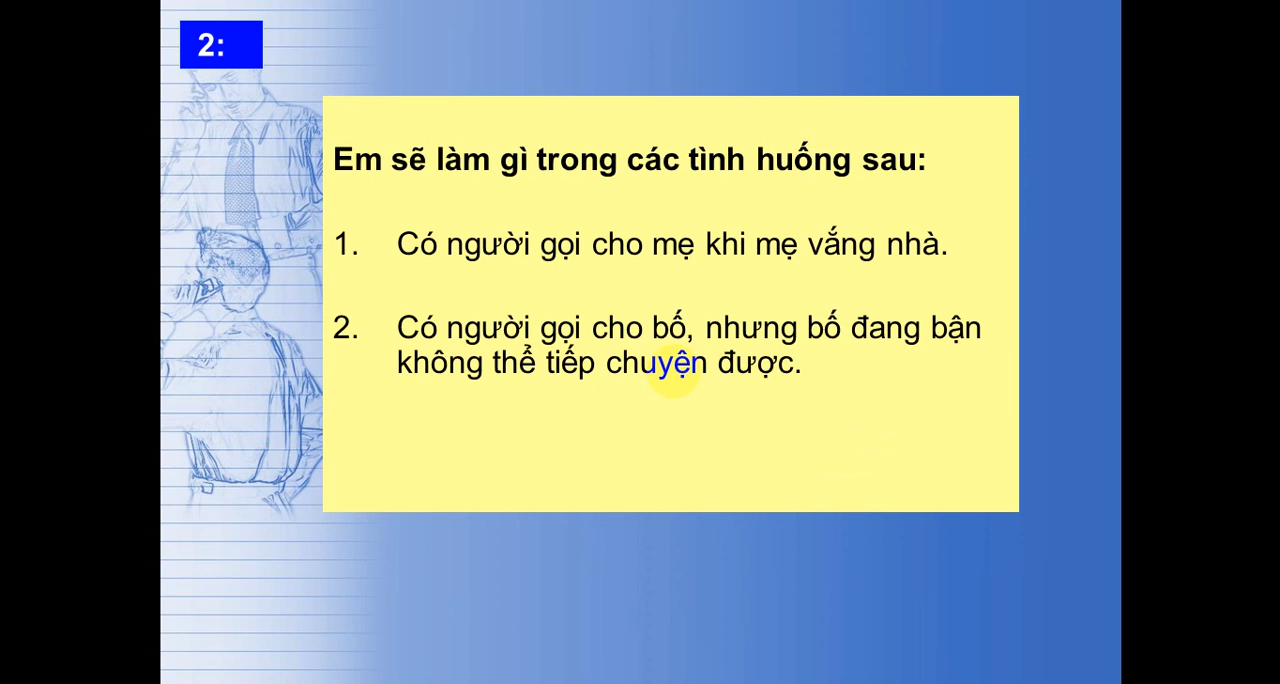 2:
Em sẽ làm gì trong các tình huống sau:
1. Có người gọi cho mẹ khi mẹ vắng nhà.
2. Có người gọi cho bố, nhưng bố đang bận
không thể tiếp chuyện được.